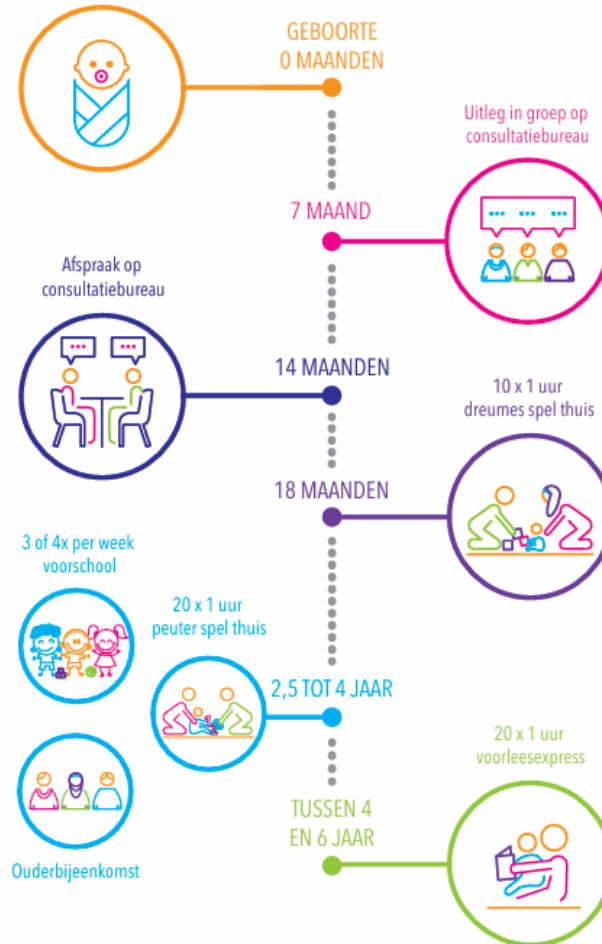 GEBOORTE
0 MAANDEN
Uitleg in groep op
consultatiebureau
7 MAAND
Afspraak op
consultatiebureau
14 MAANDEN
10 x 1 uur
dreumes spel thuis
18 MAANDEN
3 of 4x per week
voorschool
20 x 1 uur
peuter spel thuis
2,5 TOT 4 JAAR
Ouderbijeenkomst
20 x 1 uur
voorleesexpress
TUSSEN 4
EN 6 JAAR